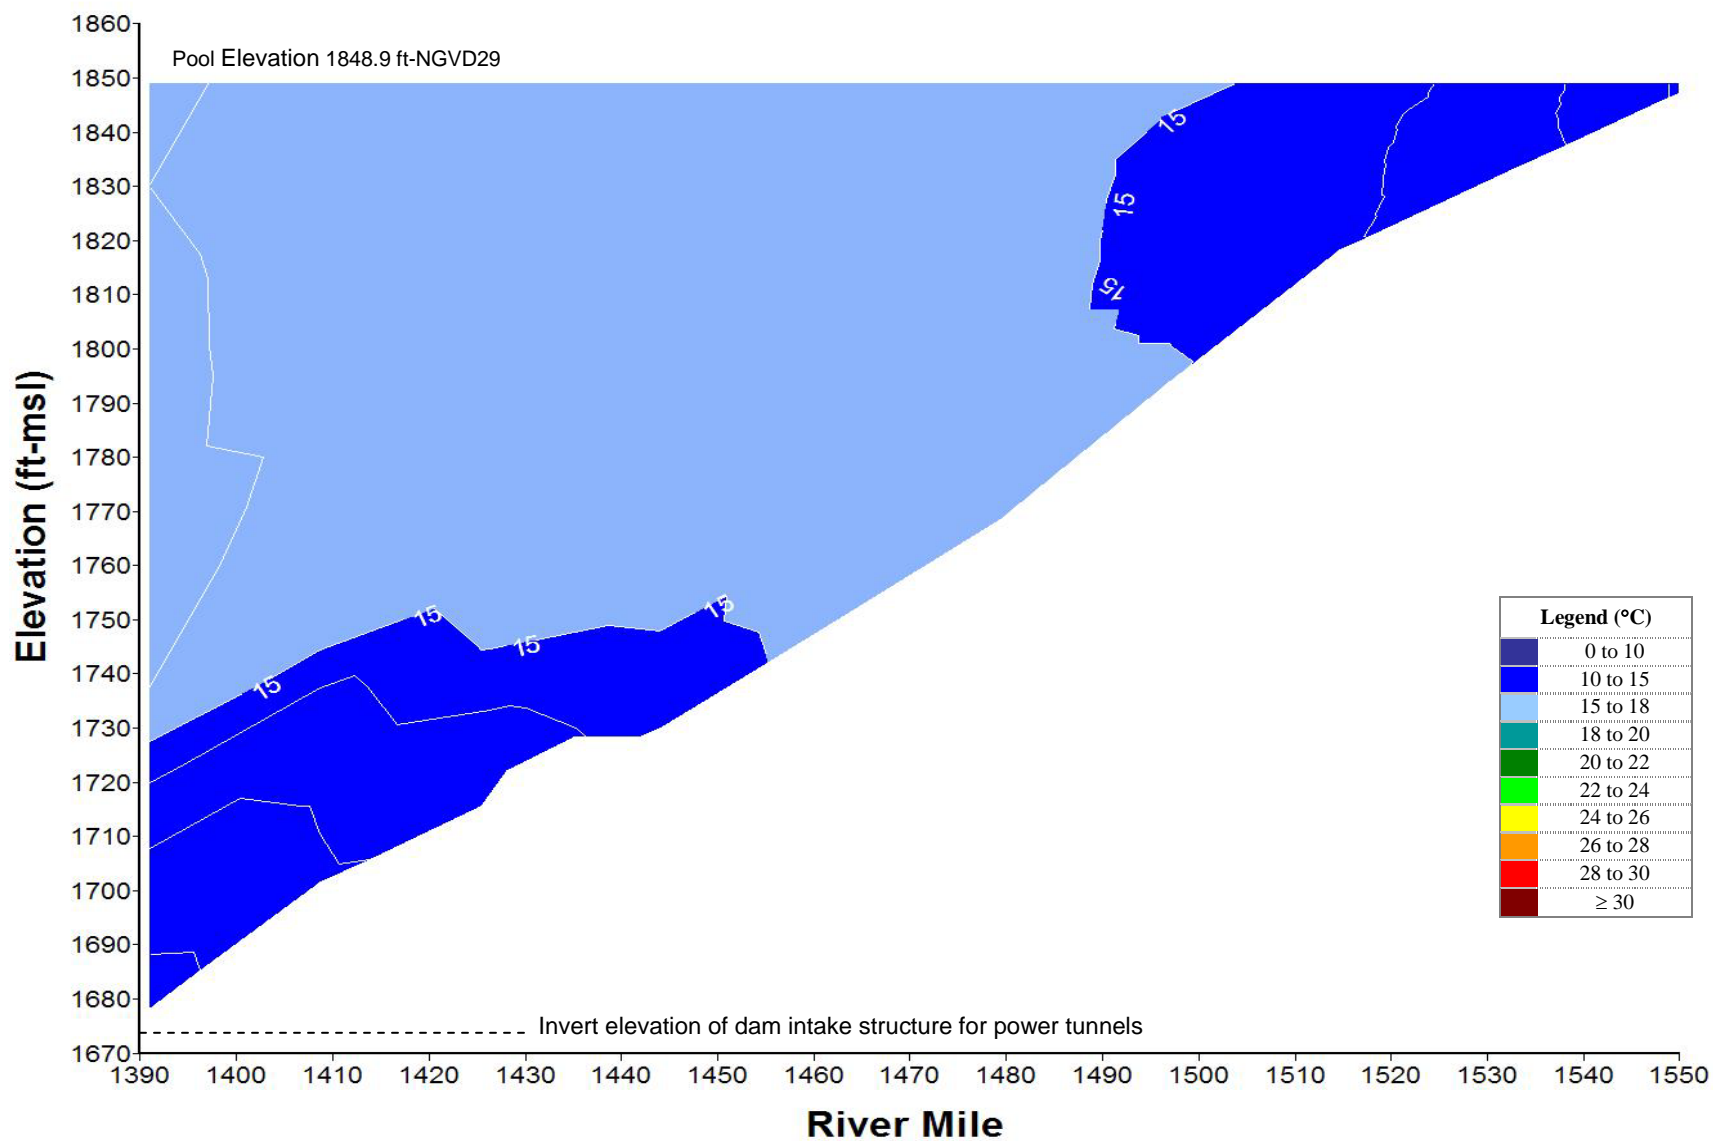 1860
Pool Elevation 1848.9 ft-NGVD29
1850
1840
1830
1820
1810
1800
1790
1780
1770
1760
1750
1740
1730
1720
1710
1700
1690
1680
1670
Elevation (ft-msl)
15
15
15
15
15
15
15
Legend (°C)
0 to 10
10 to 15
15 to 18
18 to 20
20 to 22
22 to 24
24 to 26
26 to 28
28 to 30
≥ 30
Invert elevation of dam intake structure for power tunnels
1390 1400 1410 1420 1430 1440 1450 1460 1470 1480 1490 1500 1510 1520 1530 1540 1550
River Mile